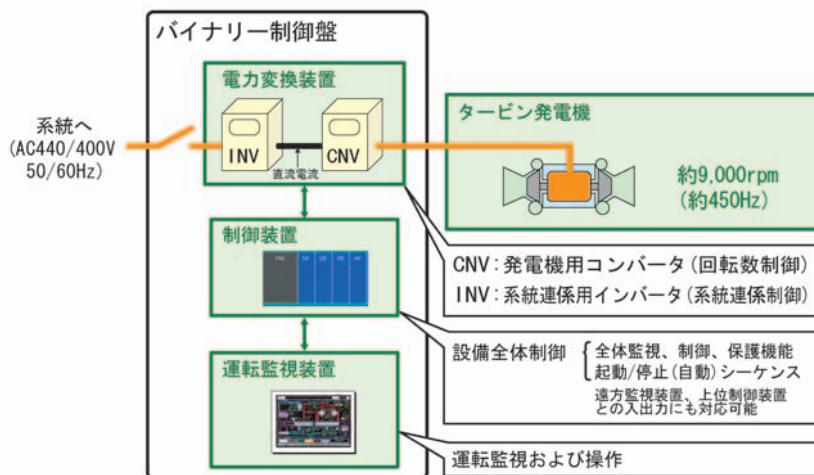 バイナリー制御盤
電力変換装置
INV
CNV
直流電流
系統へ
(AC440/400V
50/60Hz)
タービン発電機
約9,000rpm
(約450Hz)
制御装置
運転監視装置
CNV：発電機用コンバータ(回転数制御)
INV：系統連係用インバータ(系統連係制御)
設備全体制御
全体監視、制御、保護機能
起動/停止(自動)シーケンス
遠方監視装置、上位制御装置
との入出力にも対応可能
運転監視および操作